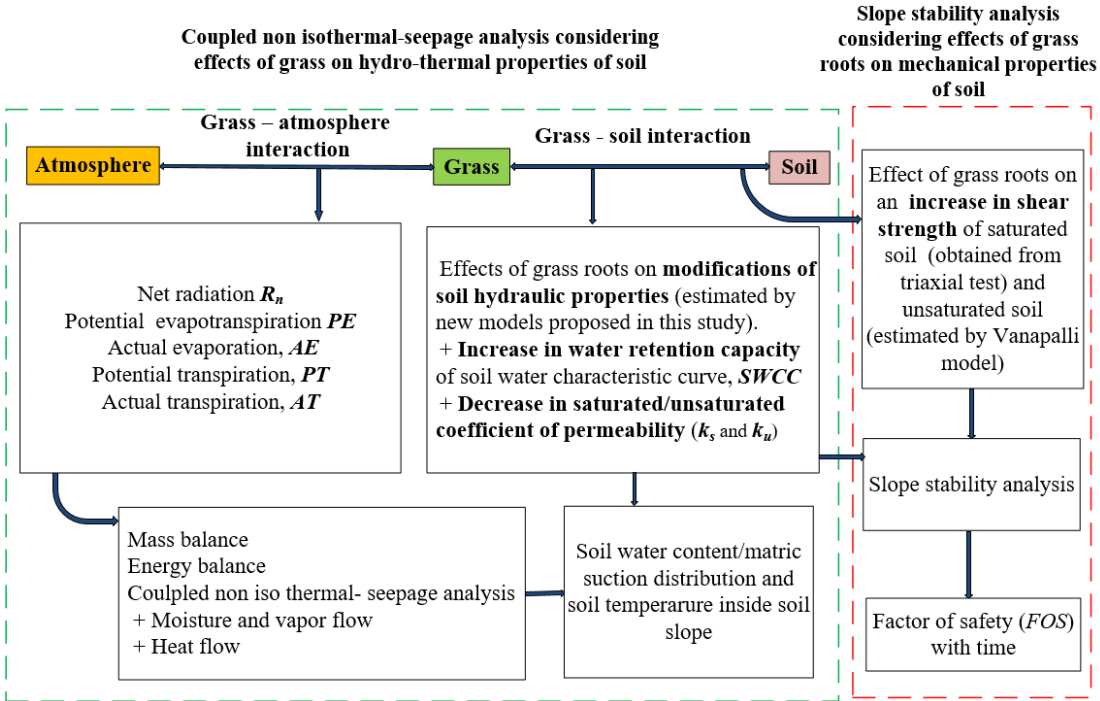 Coupled non isothermal-seepage analysis considering
effects of grass on hydro-thermal properties of soil
Slope stability analysis
considering effects of grass
roots on mechanical properties
of soil
Grass – atmosphere
interaction
Grass - soil interaction
Atmosphere
Grass
Soil
Net radiation Rn
Potential evapotranspiration PE
Actual evaporation, AE
Potential transpiration, PT
Actual transpiration, AT
Effects of grass roots on modifications of
soil hydraulic properties (estimated by
new models proposed in this study).
+ Increase in water retention capacity
of soil water characteristic curve, SWCC
+ Decrease in saturated/unsaturated
coefficient of permeability (ks and ku)
Effect of grass roots on
an increase in shear
strength of saturated
soil (obtained from
triaxial test) and
unsaturated soil
(estimated by Vanapalli
model)
Mass balance
Energy balance
Coulpled non iso thermal- seepage analysis
+ Moisture and vapor flow
+ Heat flow
Soil water content/matric
suction distribution and
soil temperarure inside soil
slope
Slope stability analysis
Factor of safety (FOS)
with time